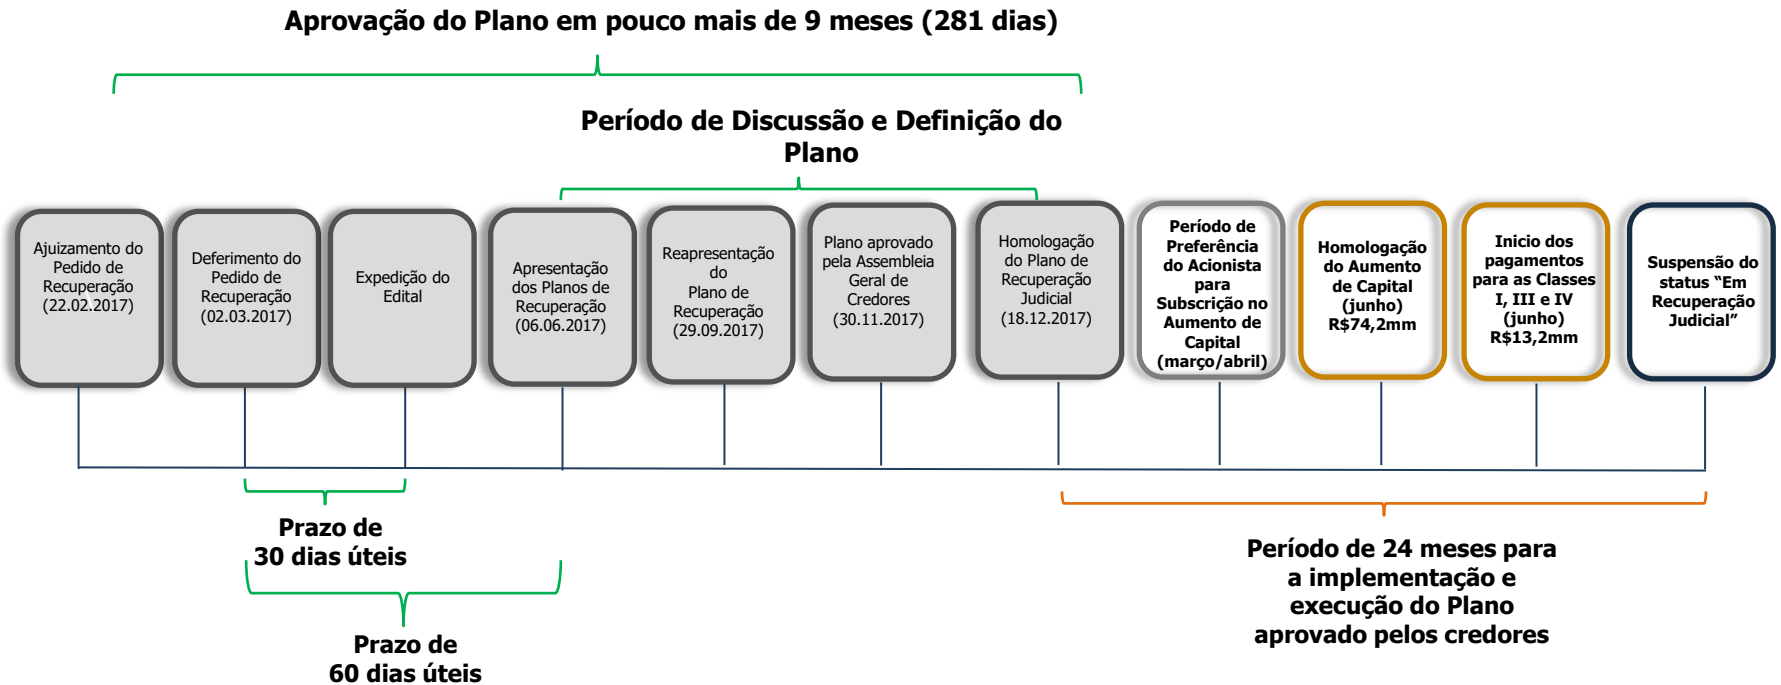 Aprovação do Plano em pouco mais de 9 meses (281 dias)
Período de Discussão e Definição do
Plano
Ajuizamento do
Pedido de
Recuperação
(22.02.2017)
Deferimento do
Pedido de
Recuperação
(02.03.2017)
Expedição do
Edital
Apresentação
dos Planos de
Recuperação
(06.06.2017)
Reapresentação
do
Plano de
Recuperação
(29.09.2017)
Plano aprovado
pela Assembleia
Geral de
Credores
(30.11.2017)
Homologação
do Plano de
Recuperação
Judicial
(18.12.2017)
Período de
Preferência
do Acionista
para
Subscrição no
Aumento de
Capital
(março/abril)
Homologação
do Aumento
de Capital
(junho)
R$74,2mm
Inicio dos
pagamentos
para as Classes
I, III e IV
(junho)
R$13,2mm
Suspensão do
status “Em
Recuperação
Judicial”
Prazo de
30 dias úteis
Prazo de
60 dias úteis
Período de 24 meses para
a implementação e
execução do Plano
aprovado pelos credores